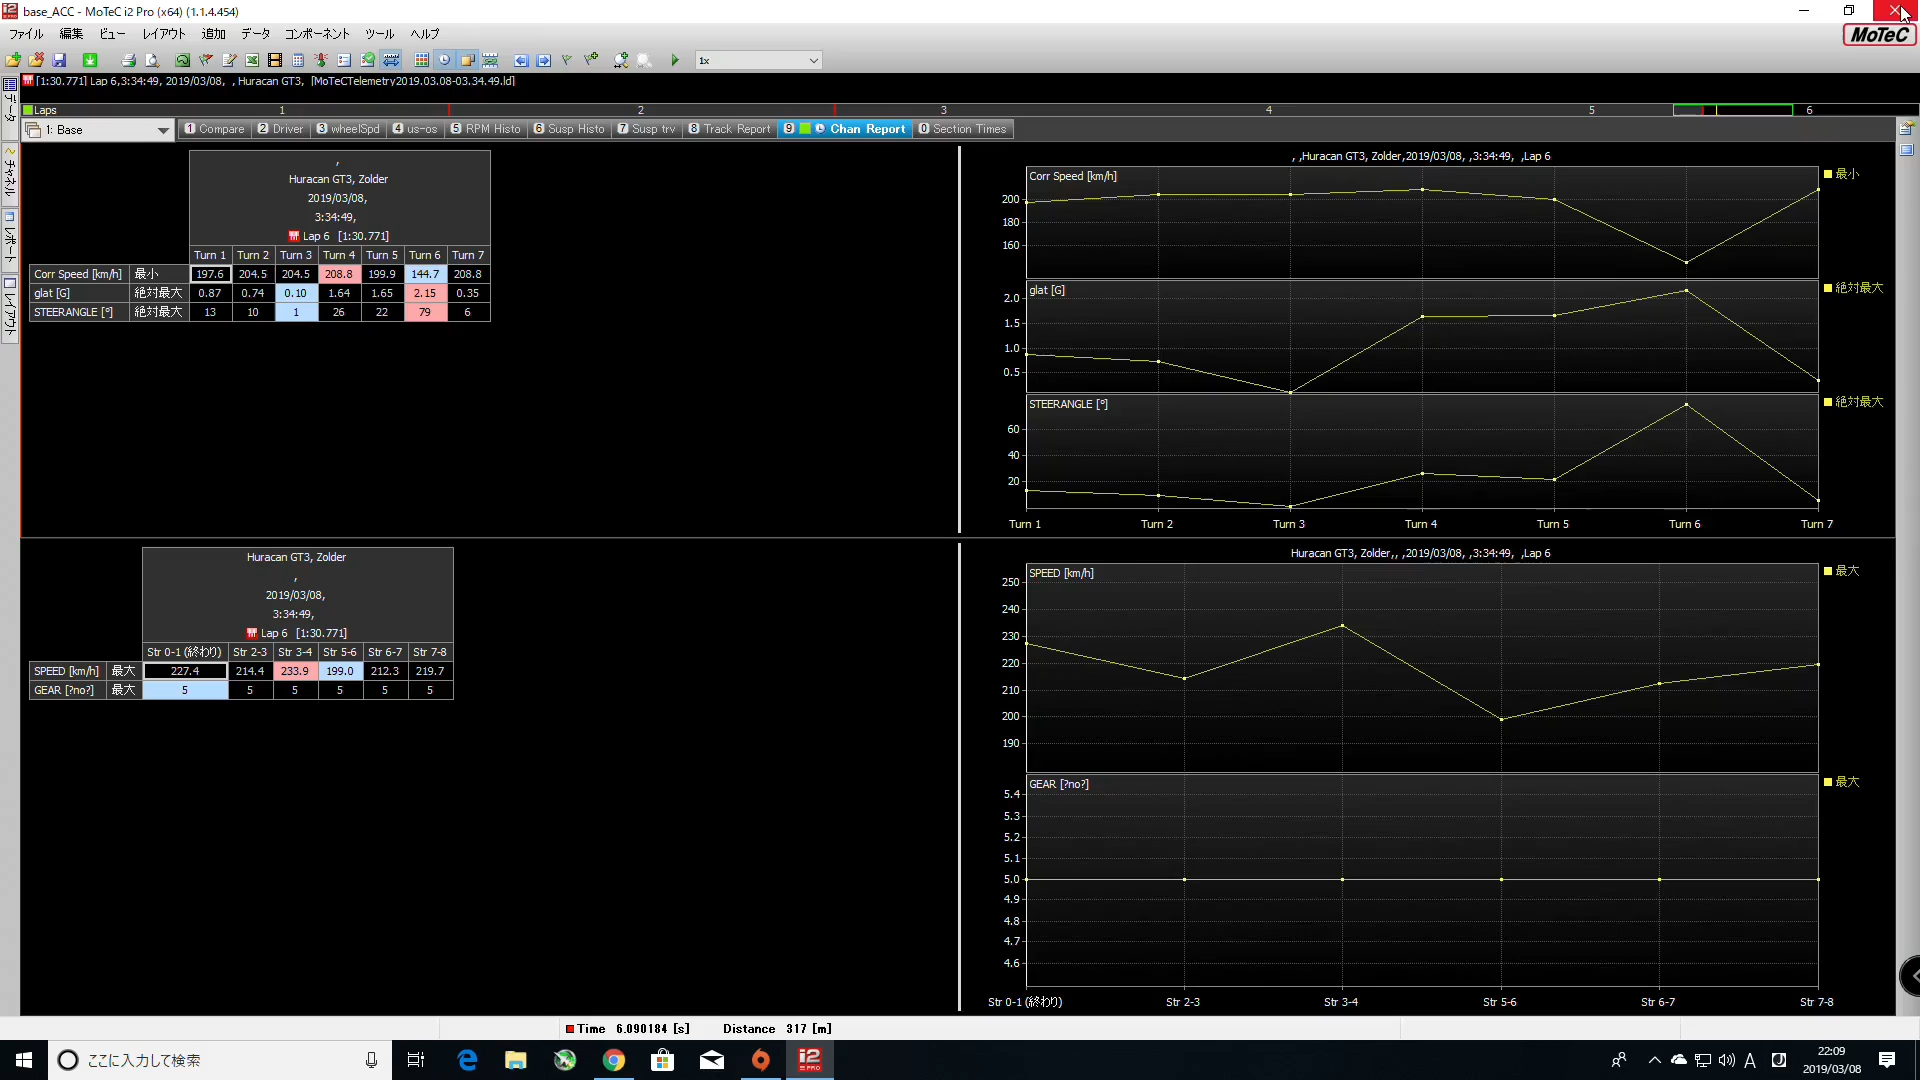 base_ACC - MoTeC i2 Pro (x64) (1.1.4.454)
ファイル 編集 ビュー レイアウト 追加 データ コンポーネント ツール ヘルプ
MoTeC
1x
[1:30.771] Lap 6,3:34:49, 2019/03/08, , Huracan GT3, [MoTeCTelemetry2019.03.08-03.34.49.ld]
Laps 1 2 3 4 5 6
1: Base
1 Compare 2 Driver 3 wheelSpd 4 us-os 5 RPM Histo 6 Susp Histo 7 Susp trv 8 Track Report 9 Chan Report 0 Section Times
データ
チャネル
レポート
レイアウト
,
Huracan GT3, Zolder
2019/03/08,
3:34:49,
Lap 6 [1:30.771]
Turn 1 Turn 2 Turn 3 Turn 4 Turn 5 Turn 6 Turn 7
Corr Speed [km/h] 最小 197.6 204.5 204.5 208.8 199.9 144.7 208.8
glat [G] 絶対最大 0.87 0.74 0.10 1.64 1.65 2.15 0.35
STEERANGLE [°] 絶対最大 13 10 1 26 22 79 6
, ,Huracan GT3, Zolder,2019/03/08, ,3:34:49, ,Lap 6
Corr Speed [km/h]
最小
200
180
160
glat [G]
絶対最大
2.0
1.5
1.0
0.5
STEERANGLE [°]
絶対最大
60
40
20
Turn 1 Turn 2 Turn 3 Turn 4 Turn 5 Turn 6 Turn 7
Huracan GT3, Zolder
,
2019/03/08,
3:34:49,
Lap 6 [1:30.771]
Str 0-1 (終わり) Str 2-3 Str 3-4 Str 5-6 Str 6-7 Str 7-8
SPEED [km/h] 最大 227.4 214.4 233.9 199.0 212.3 219.7
GEAR [?no?] 最大 5 5 5 5 5 5
Huracan GT3, Zolder,, ,2019/03/08, ,3:34:49, ,Lap 6
SPEED [km/h]
最大
250
240
230
220
210
200
190
GEAR [?no?]
最大
5.4
5.3
5.2
5.1
5.0
4.9
4.8
4.7
4.6
Str 0-1 (終わり) Str 2-3 Str 3-4 Str 5-6 Str 6-7 Str 7-8
Time 6.090184 [s] Distance 317 [m]
ここに入力して検索
i2 PRO
A
22:09
2019/03/08